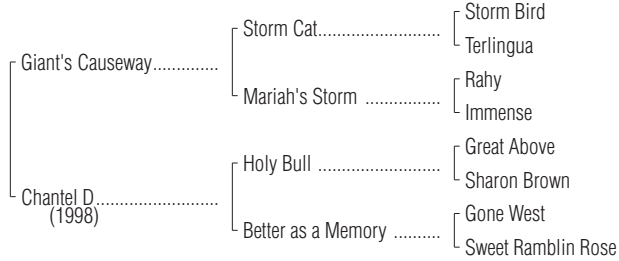 Giant's Causeway..............
Chantel D..........................
(1998)
Storm Cat..........................
Mariah's Storm ................
Holy Bull ..........................
Better as a Memory ..........
Storm Bird
Terlingua
Rahy
Immense
Great Above
Sharon Brown
Gone West
Sweet Ramblin Rose